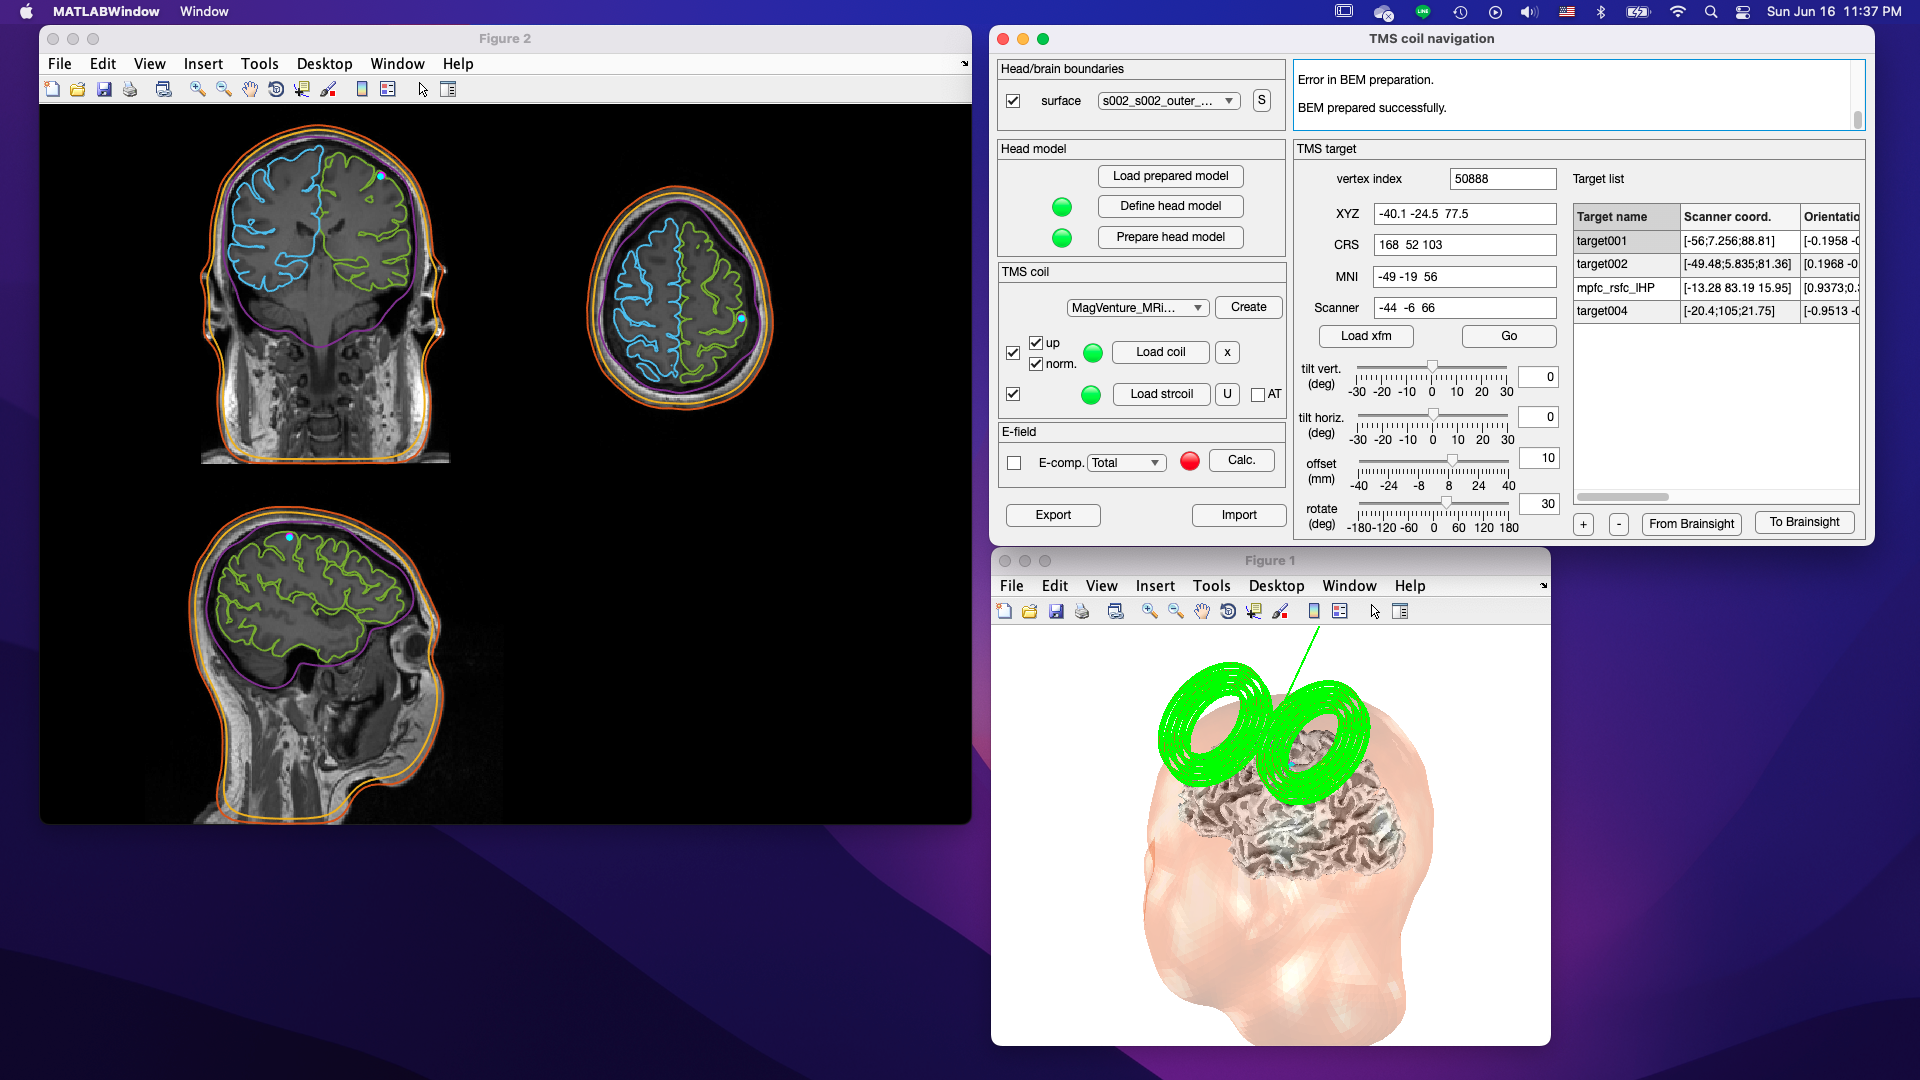 MATLABWindow Window Sun Jun 16 11:37 PM
Figure 2
File Edit View Insert Tools Desktop Window Help
TMS coil navigation
Head/brain boundaries
surface s002_s002_outer_... S
Error in BEM preparation.
BEM prepared successfully.
Head model
Load prepared model
Define head model
Prepare head model
TMS coil
MagVenture_MRi... Create
up
norm.
Load coil x
Load strcoil U AT
E-field
E-comp. Total Calc.
Export Import
TMS target
vertex index 50888
XYZ -40.1 -24.5 77.5
CRS 168 52 103
MNI -49 -19 56
Scanner -44 -6 66
Load xfm Go
tilt vert.
(deg)
0
-30 -20 -10 0 10 20 30
tilt horiz.
(deg)
0
-30 -20 -10 0 10 20 30
offset
(mm)
10
-40 -24 -8 8 24 40
rotate
(deg)
30
-180 -120 -60 0 60 120 180
Target list
Target name Scanner coord. Orientatio
target001 [-56;7.256;88.81] [-0.1958 -0
target002 [-49.48;5.835;81.36] [0.1968 -0
mpfc_rsfc_lHP [-13.28 83.19 15.95] [0.9373;0.3
target004 [-20.4;105;21.75] [-0.9513 -0
+ - From Brainsight To Brainsight
Figure 1
File Edit View Insert Tools Desktop Window Help